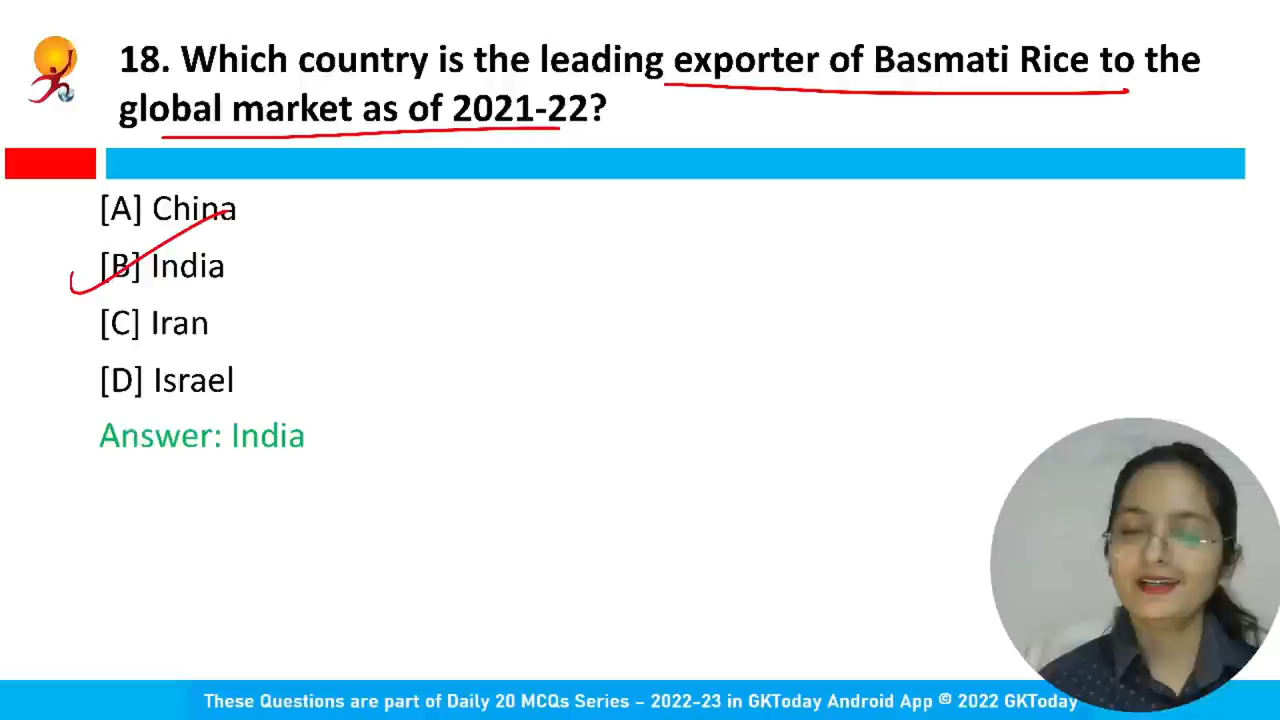 18. Which country is the leading exporter of Basmati Rice to the
global market as of 2021-22?
[A] China
[B] India
[C] Iran
[D] Israel
Answer: India
These Questions are part of Daily 20 MCQs Series – 2022-23 in GKToday Android App © 2022 GKToday